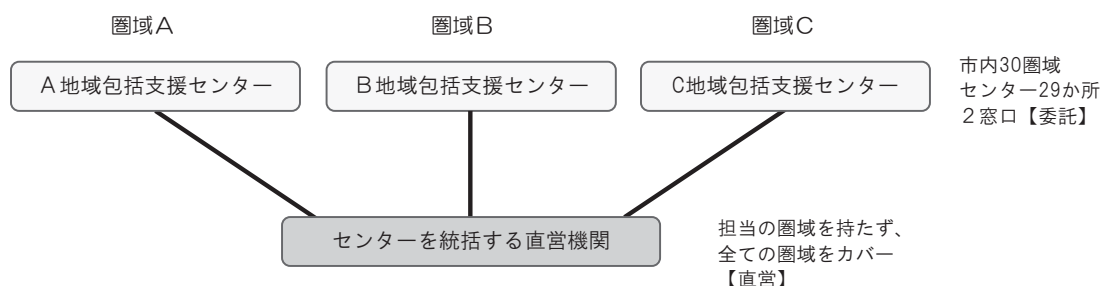 圏域A
圏域B
圏域C
A地域包括支援センター
B地域包括支援センター
C地域包括支援センター
市内30圏域
センター29か所
2窓口【委託】
センターを統括する直営機関
担当の圏域を持たず、
全ての圏域をカバー
【直営】